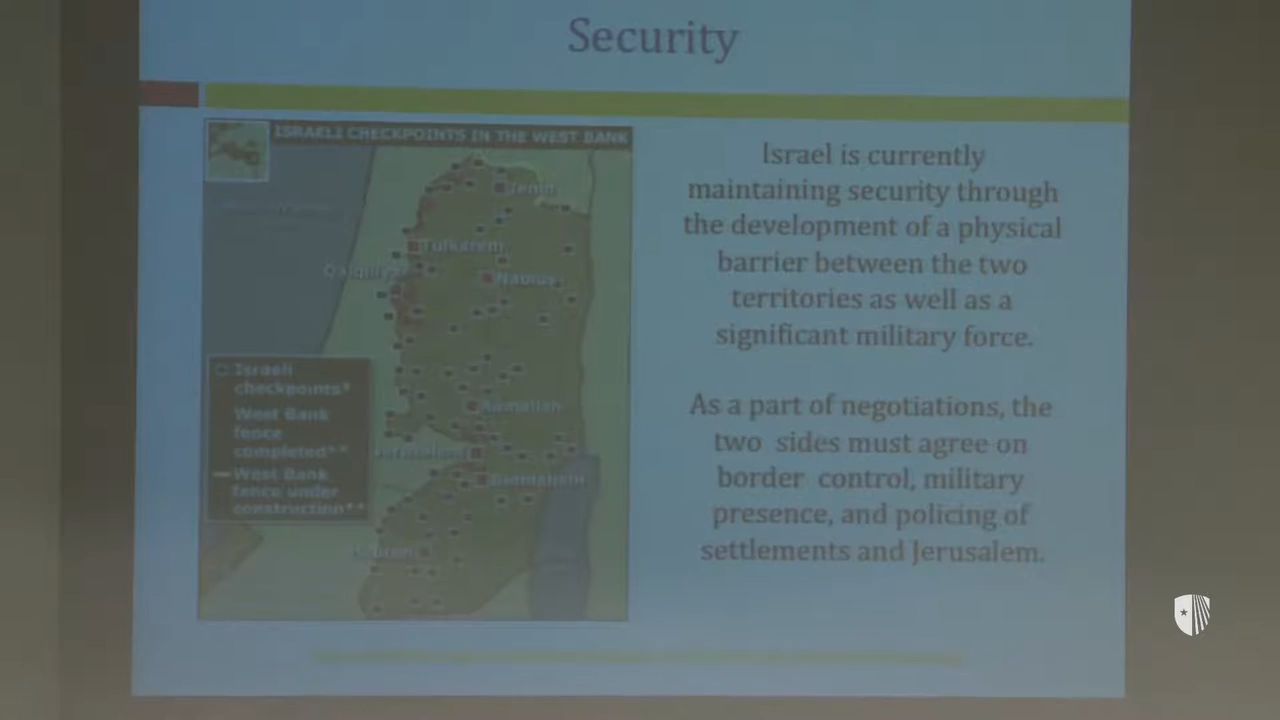 Security
ISRAELI CHECKPOINTS IN THE WEST BANK
Jenin
Tulkarem
Qalqiliya
Nablus
Israeli
checkpoints*
West Bank
fence
completed**
West Bank
fence under
construction**
Ramallah
Jerusalem
Bethlehem
Hebron
Israel is currently
maintaining security through
the development of a physical
barrier between the two
territories as well as a
significant military force.
As a part of negotiations, the
two sides must agree on
border control, military
presence, and policing of
settlements and Jerusalem.